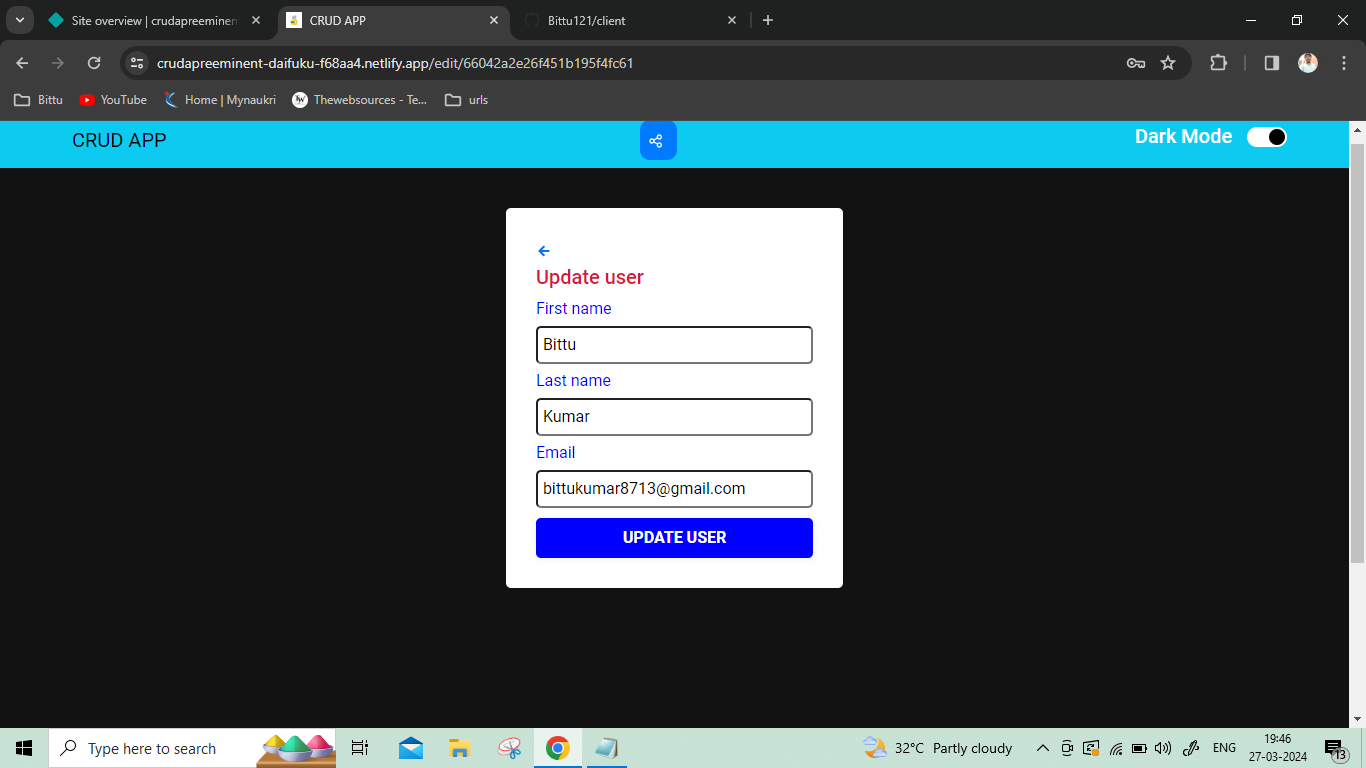 Site overview | crudapreeminen
CRUD APP
Bittu121/client
crudapreeminent-daifuku-f68aa4.netlify.app/edit/66042a2e26f451b195f4fc61
Bittu
YouTube
Home | Mynaukri
Thewebsources - Te...
urls
CRUD APP
Dark Mode
Update user
First name
Bittu
Last name
Kumar
Email
bittukumar8713@gmail.com
UPDATE USER
Type here to search
32°C Partly cloudy
ENG
19:46
27-03-2024
13